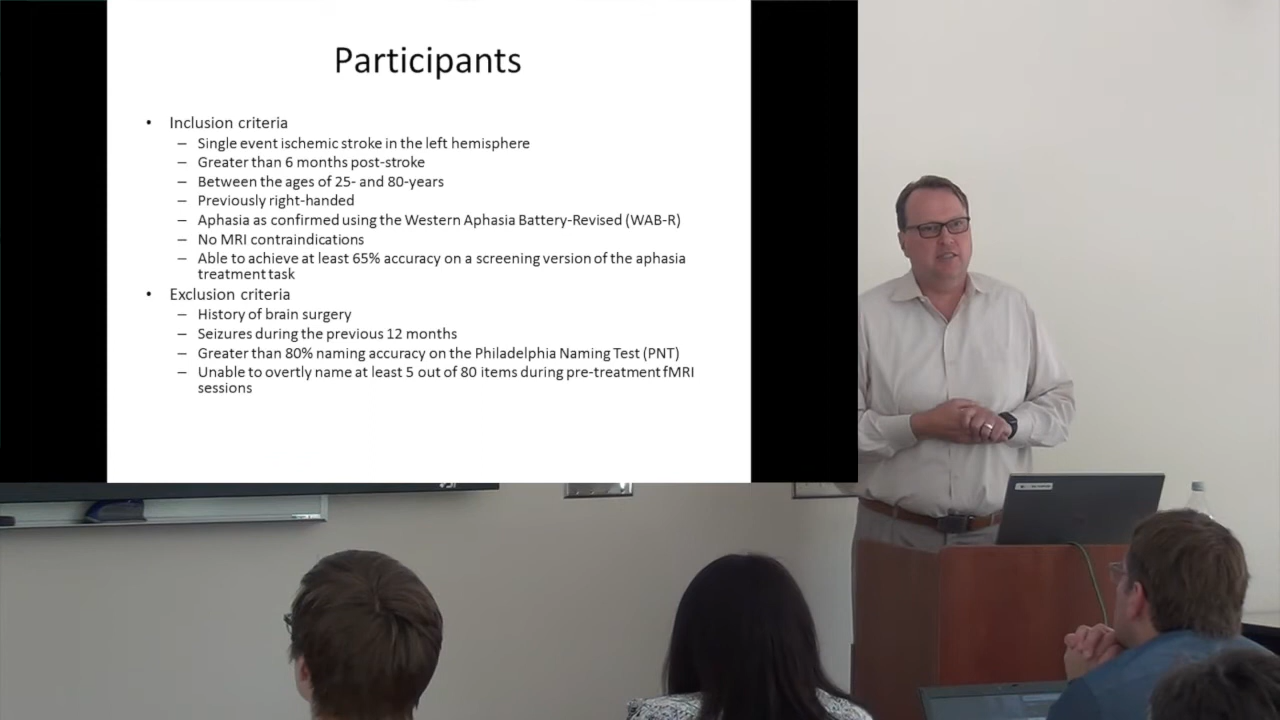 Participants
• Inclusion criteria
– Single event ischemic stroke in the left hemisphere
– Greater than 6 months post-stroke
– Between the ages of 25- and 80-years
– Previously right-handed
– Aphasia as confirmed using the Western Aphasia Battery-Revised (WAB-R)
– No MRI contraindications
– Able to achieve at least 65% accuracy on a screening version of the aphasia
treatment task
• Exclusion criteria
– History of brain surgery
– Seizures during the previous 12 months
– Greater than 80% naming accuracy on the Philadelphia Naming Test (PNT)
– Unable to overtly name at least 5 out of 80 items during pre-treatment fMRI
sessions